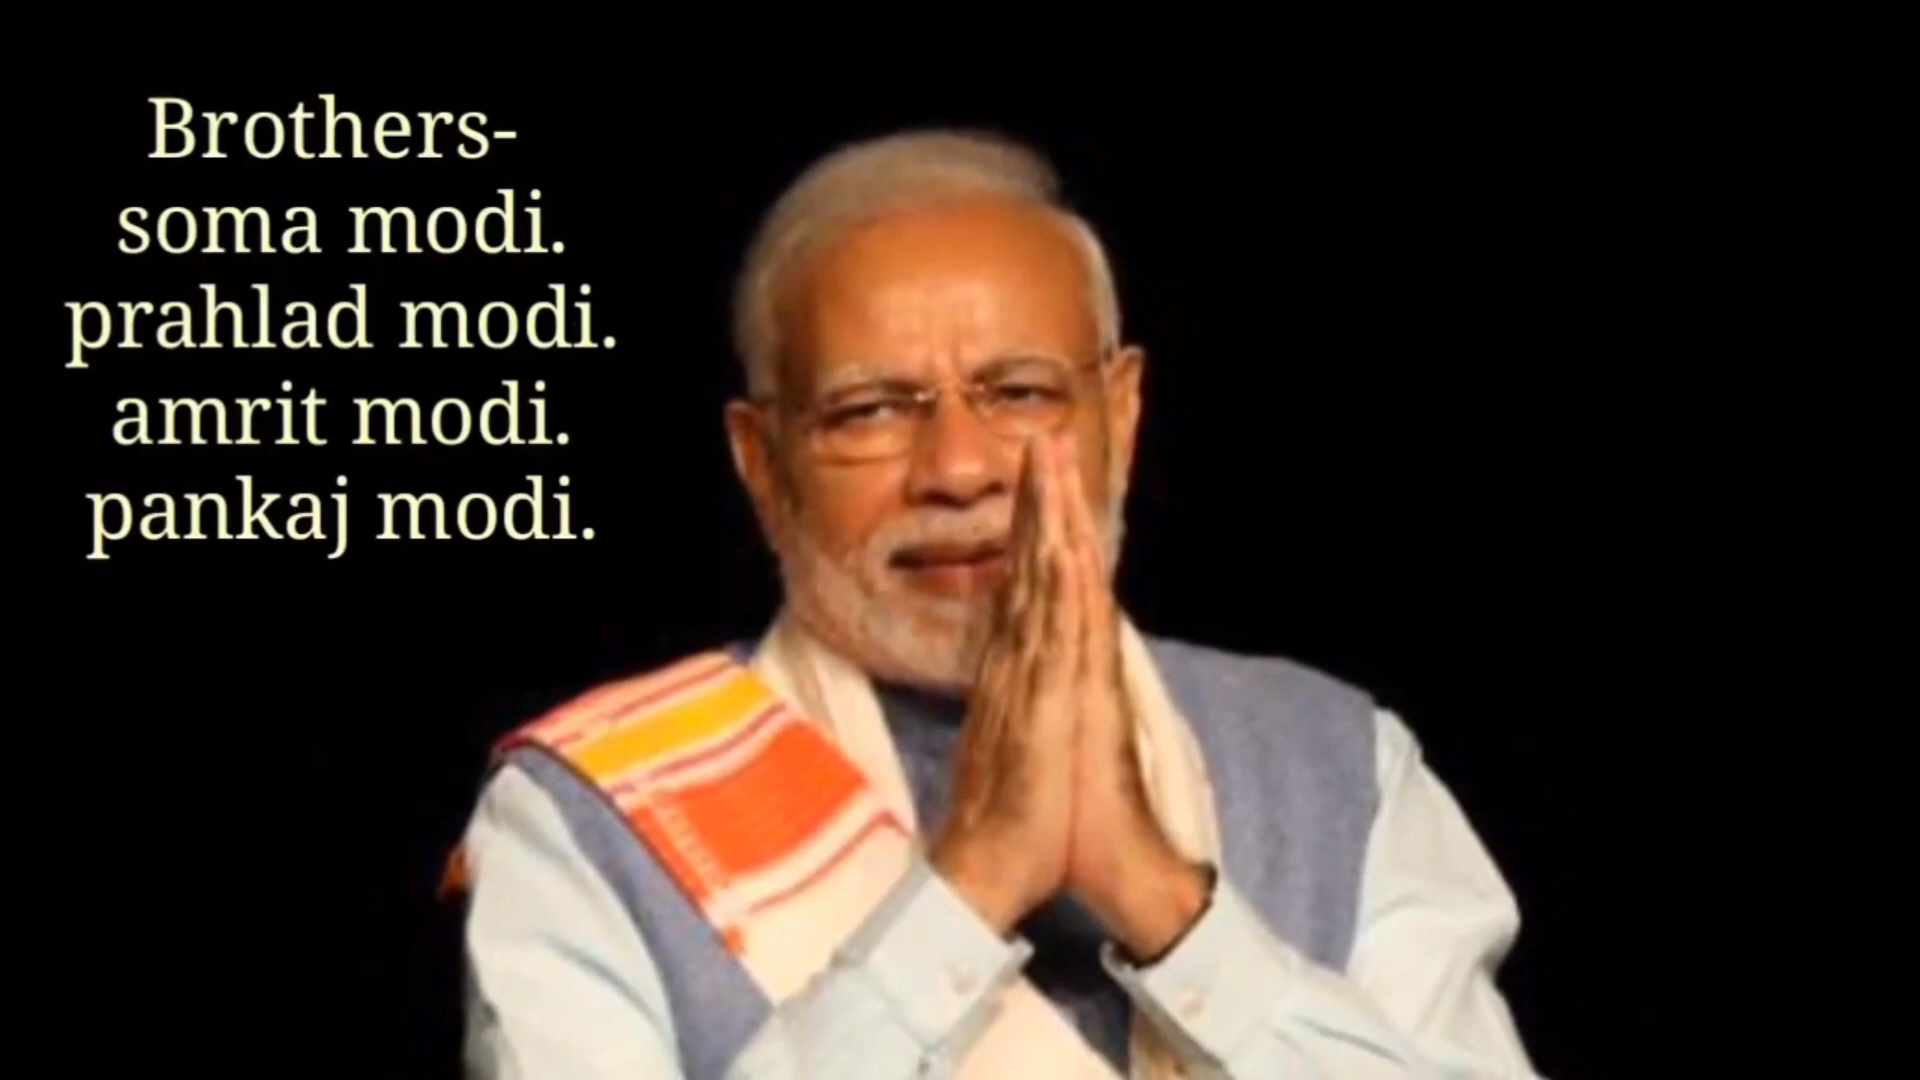 Brothers-
soma modi.
prahlad modi.
amrit modi.
pankaj modi.